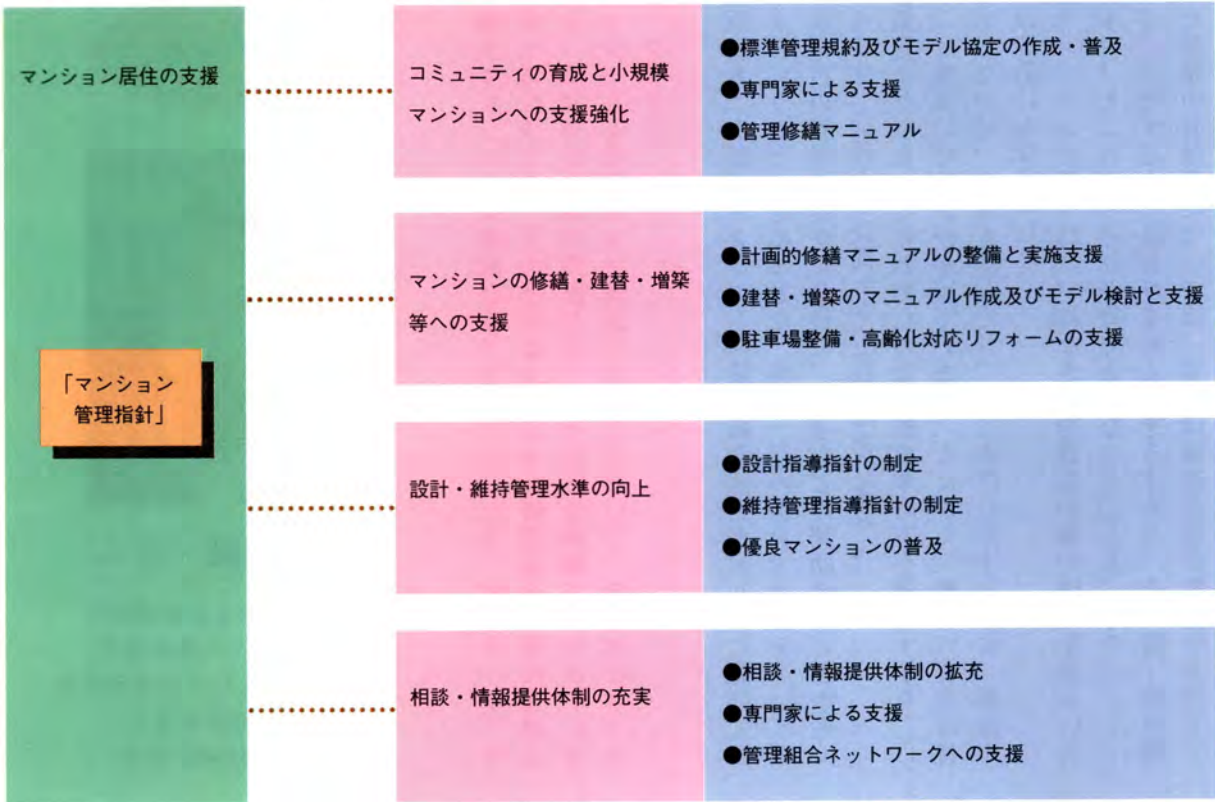 マンション居住の支援
「マンション
管理指針」
コミュニティの育成と小規模
マンションへの支援強化
●標準管理規約及びモデル協定の作成・普及
●専門家による支援
●管理修繕マニュアル
マンションの修繕・建替・増築
等への支援
●計画的修繕マニュアルの整備と実施支援
●建替・増築のマニュアル作成及びモデル検討と支援
●駐車場整備・高齢化対応リフォームの支援
設計・維持管理水準の向上
●設計指導指針の制定
●維持管理指導指針の制定
●優良マンションの普及
相談・情報提供体制の充実
●相談・情報提供体制の拡充
●専門家による支援
●管理組合ネットワークへの支援